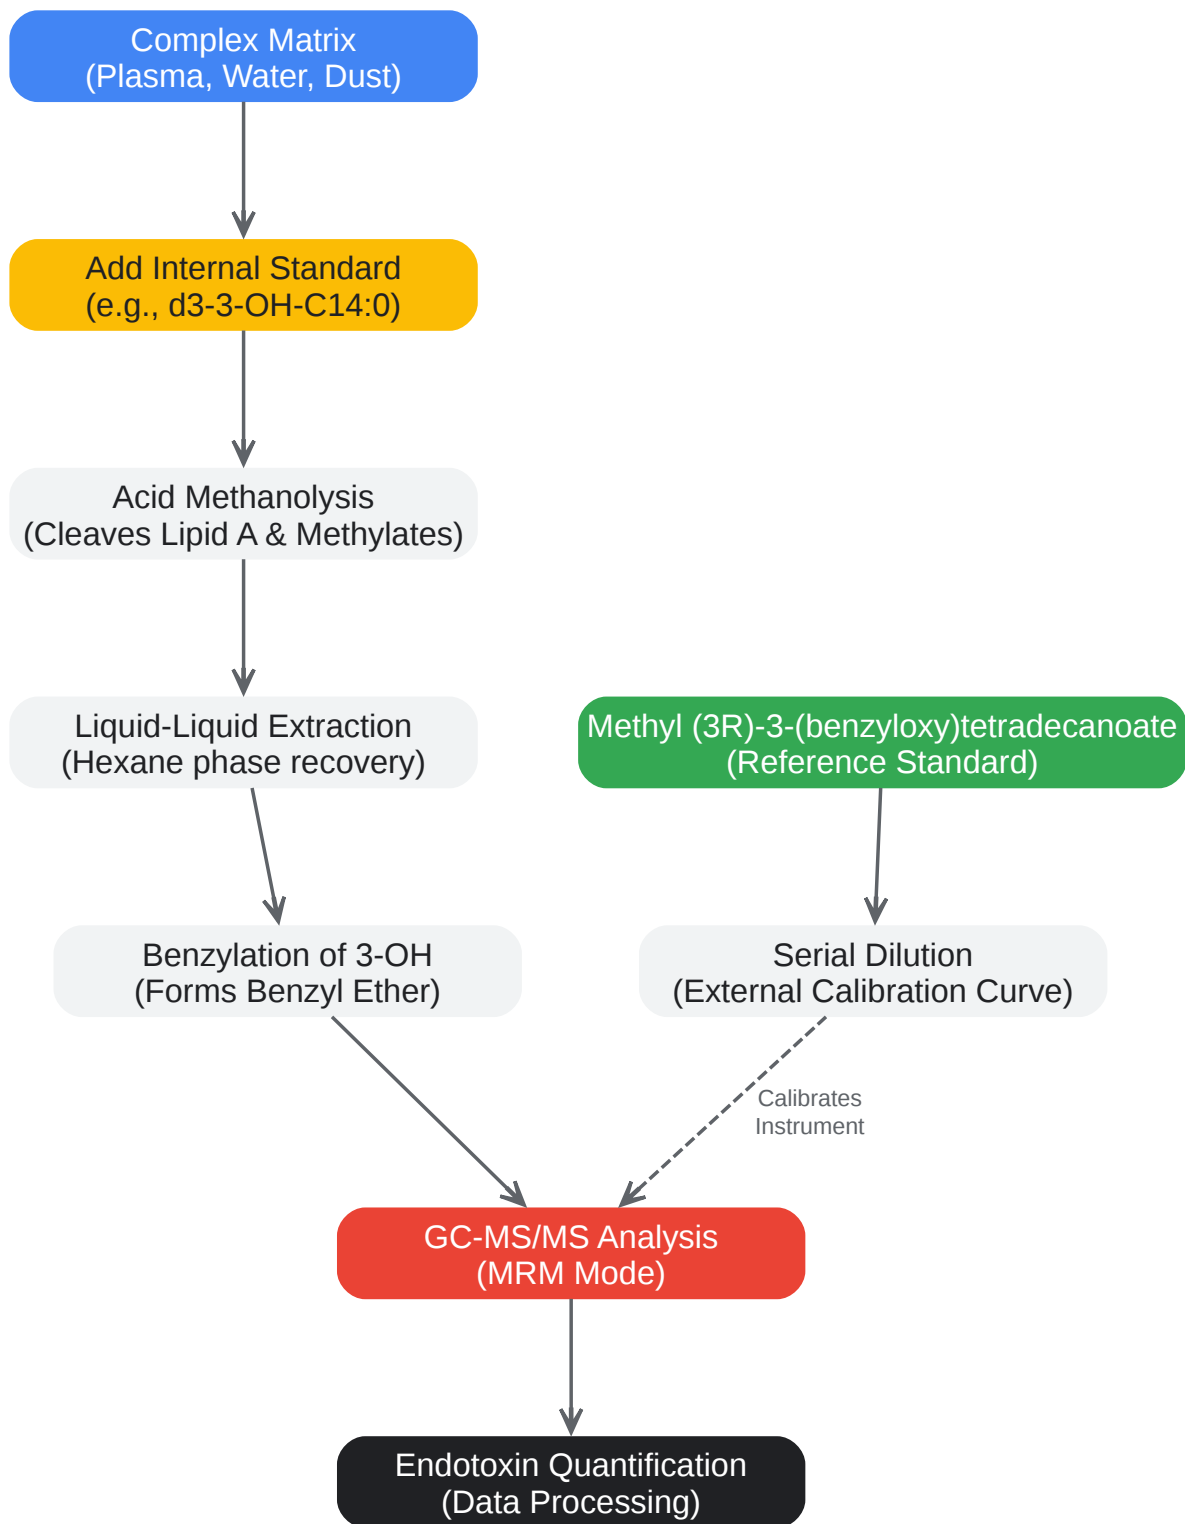 Complex Matrix
(Plasma, Water, Dust)
Add Internal Standard
(e.g., d3-3-OH-C14:0)
Acid Methanolysis
(Cleaves Lipid A & Methylates)
Liquid-Liquid Extraction
(Hexane phase recovery)
Methyl (3R)-3-(benzyloxy)tetradecanoate
(Reference Standard)
Benzylation of 3-OH
(Forms Benzyl Ether)
Serial Dilution
(External Calibration Curve)
Calibrates
Instrument
GC-MS/MS Analysis
(MRM Mode)
Endotoxin Quantification
(Data Processing)